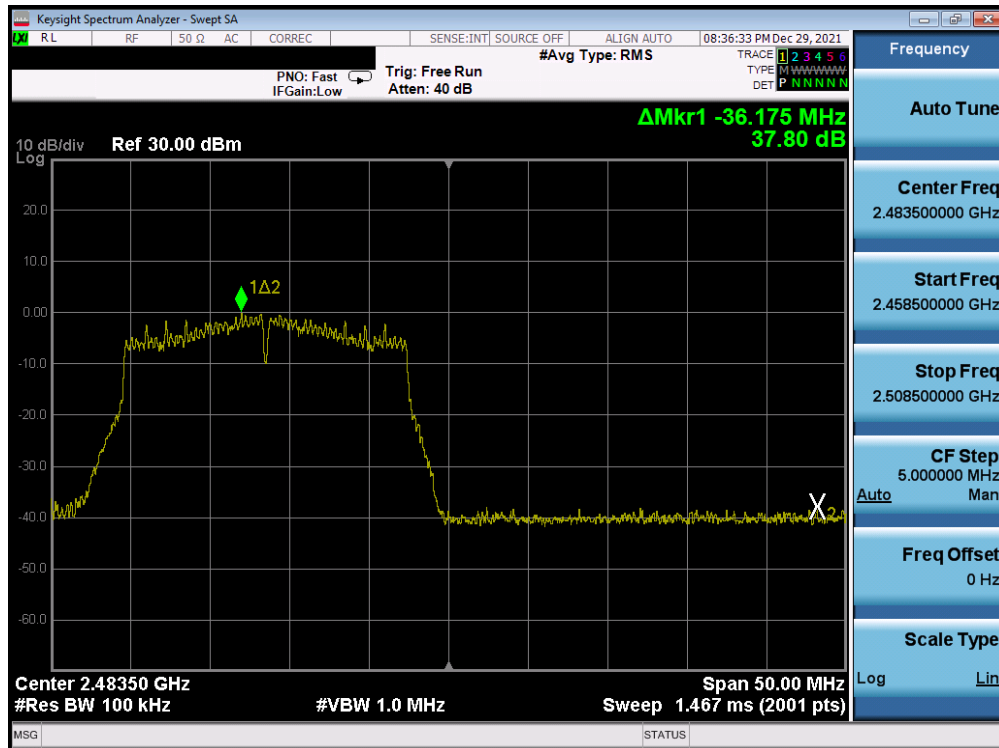 Keysight Spectrum Analyzer - Swept SA
LXI RL RF 50 Ω AC CORREC SENSE:INT SOURCE OFF ALIGN AUTO 08:36:33 PM Dec 29, 2021
#Avg Type: RMS
PNO: Fast Trig: Free Run
IFGain:Low Atten: 40 dB
TRACE 1 2 3 4 5 6
TYPE M WWWWW
DET P N N N N N
ΔMkr1 -36.175 MHz
37.80 dB
10 dB/div Ref 30.00 dBm
Log
20.0
10.0
1Δ2
0.00
-10.0
-20.0
-30.0
-40.0
X2
-50.0
-60.0
Center 2.48350 GHz Span 50.00 MHz
#Res BW 100 kHz #VBW 1.0 MHz Sweep 1.467 ms (2001 pts)
MSG STATUS
Frequency
Auto Tune
Center Freq
2.483500000 GHz
Start Freq
2.458500000 GHz
Stop Freq
2.508500000 GHz
CF Step
5.000000 MHz
Auto Man
Freq Offset
0 Hz
Scale Type
Log Lin